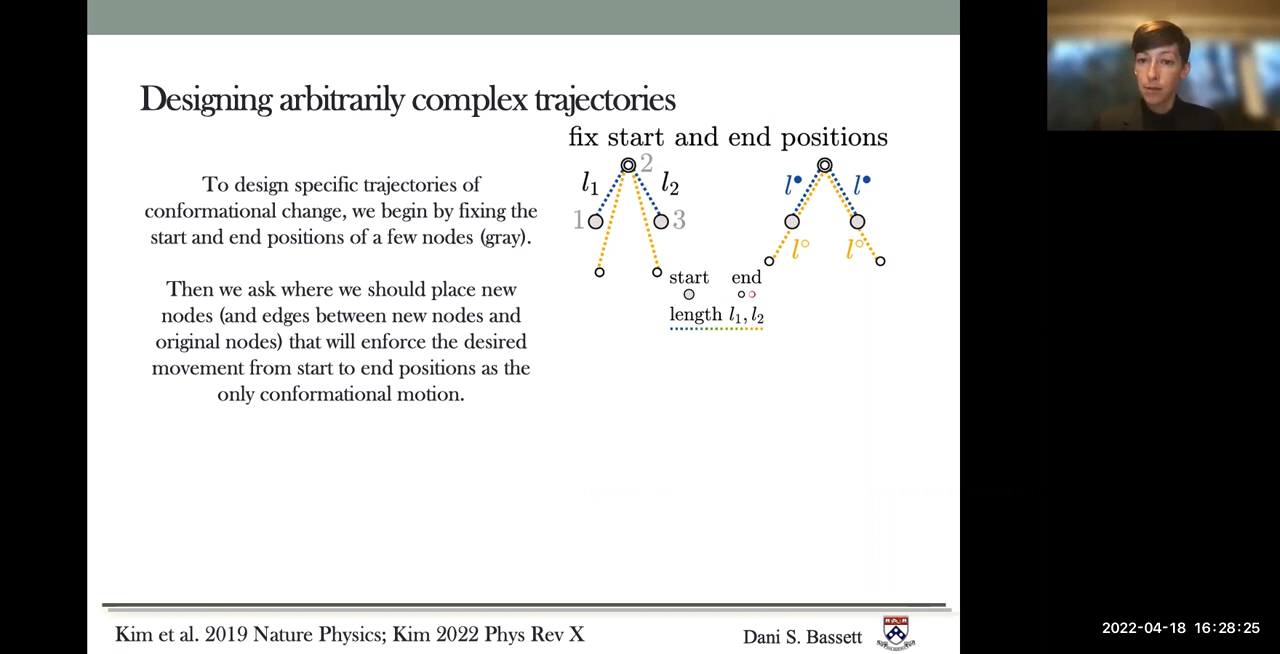 Designing arbitrarily complex trajectories
To design specific trajectories of
conformational change, we begin by fixing the
start and end positions of a few nodes (gray).
Then we ask where we should place new
nodes (and edges between new nodes and
original nodes) that will enforce the desired
movement from start to end positions as the
only conformational motion.
fix start and end positions
2
l₁ l₂
1 3
l• l•
l° l°
start end
length l₁, l₂
Kim et al. 2019 Nature Physics; Kim 2022 Phys Rev X
Dani S. Bassett
2022-04-18 16:28:25